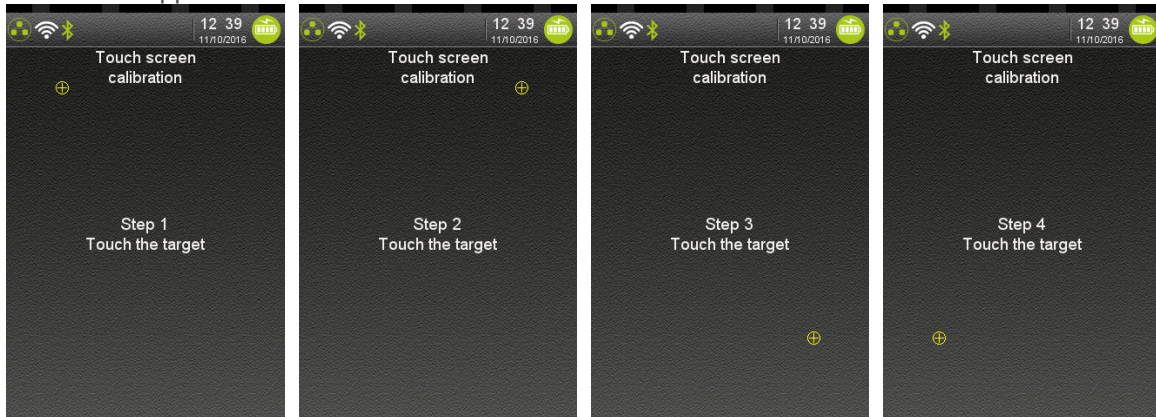 12 39
11/10/2016
Touch screen
calibration
Step 1
Touch the target
12 39
11/10/2016
Touch screen
calibration
Step 2
Touch the target
12 39
11/10/2016
Touch screen
calibration
Step 3
Touch the target
12 39
11/10/2016
Touch screen
calibration
Step 4
Touch the target